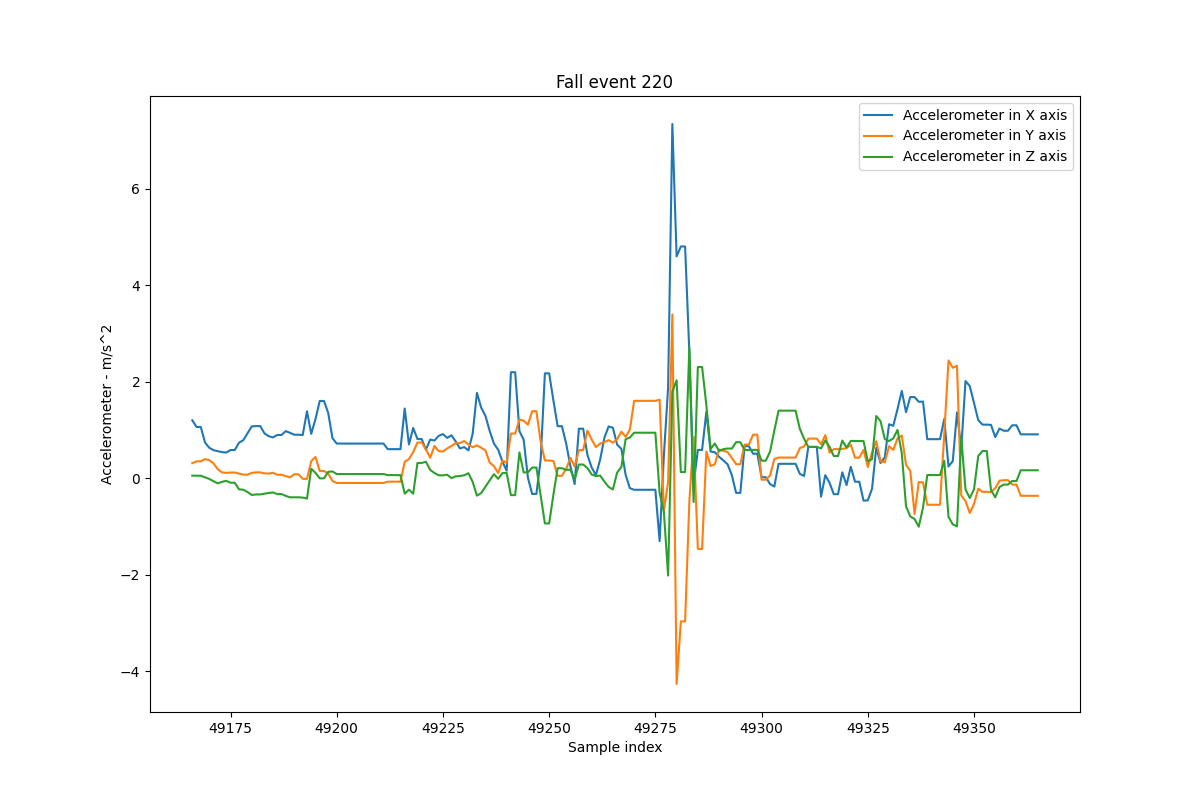 Fall event 220
Accelerometer in X axis
Accelerometer in Y axis
Accelerometer in Z axis
6
4
2
0
−2
−4
Accelerometer - m/s^2
49175 49200 49225 49250 49275 49300 49325 49350
Sample index